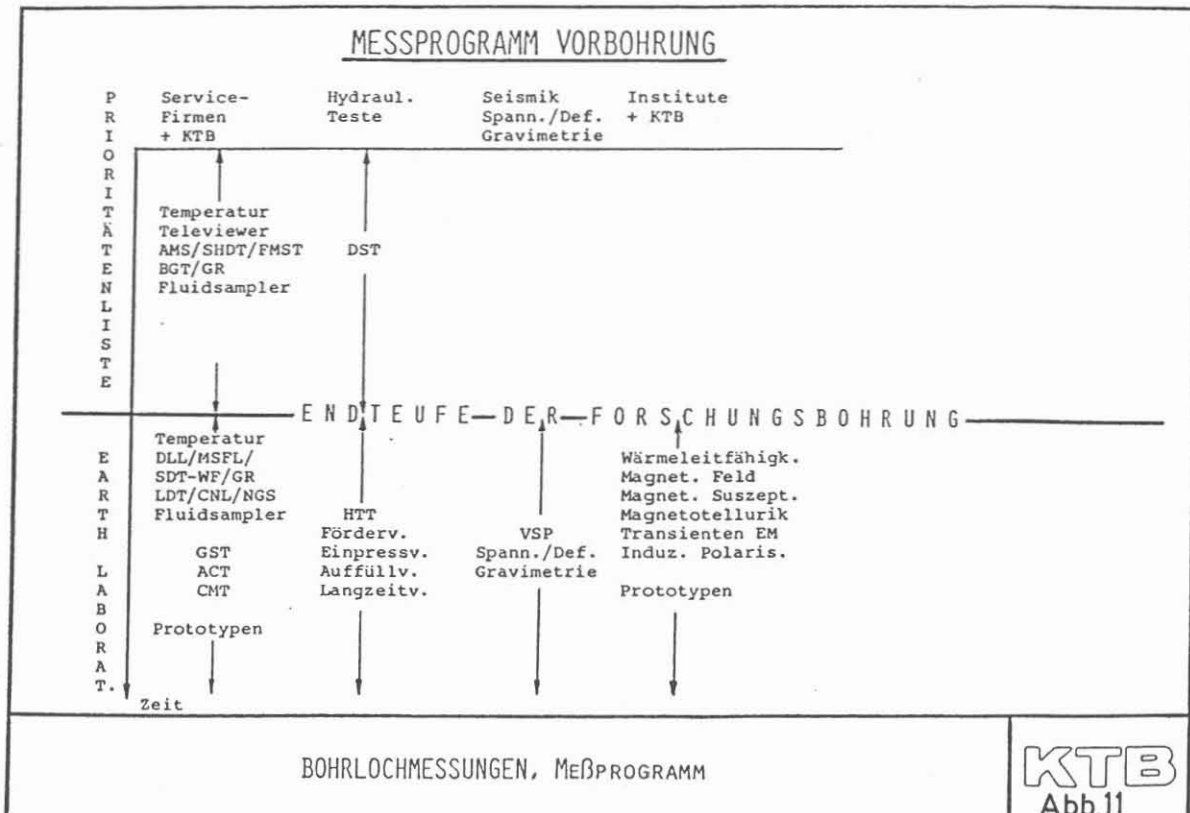 MESSPROGRAMM VORBOHRUNG
PRIORITÄTENLISTE
Service-
Firmen
+ KTB
Hydraul.
Teste
Seismik
Spann./Def.
Gravimetrie
Institute
+ KTB
Temperatur
Televiewer
AMS/SHDT/FMST
BGT/GR
Fluidsampler
DST
ENDTEUFE DER FORSCHUNGSBOHRUNG
EARTH LABORAT.
Temperatur
DLL/MSFL/
SDT-WF/GR
LDT/CNL/NGS
Fluidsampler
GST
ACT
CMT
Prototypen
HTT
Förderv.
Einpressv.
Auffüllv.
Langzeitv.
VSP
Spann./Def.
Gravimetrie
Wärmeleitfähigk.
Magnet. Feld
Magnet. Suszept.
Magnetotellurik
Transienten EM
Induz. Polaris.
Prototypen
Zeit
BOHRLOCHMESSUNGEN, MEßPROGRAMM
KTB
Abb.11